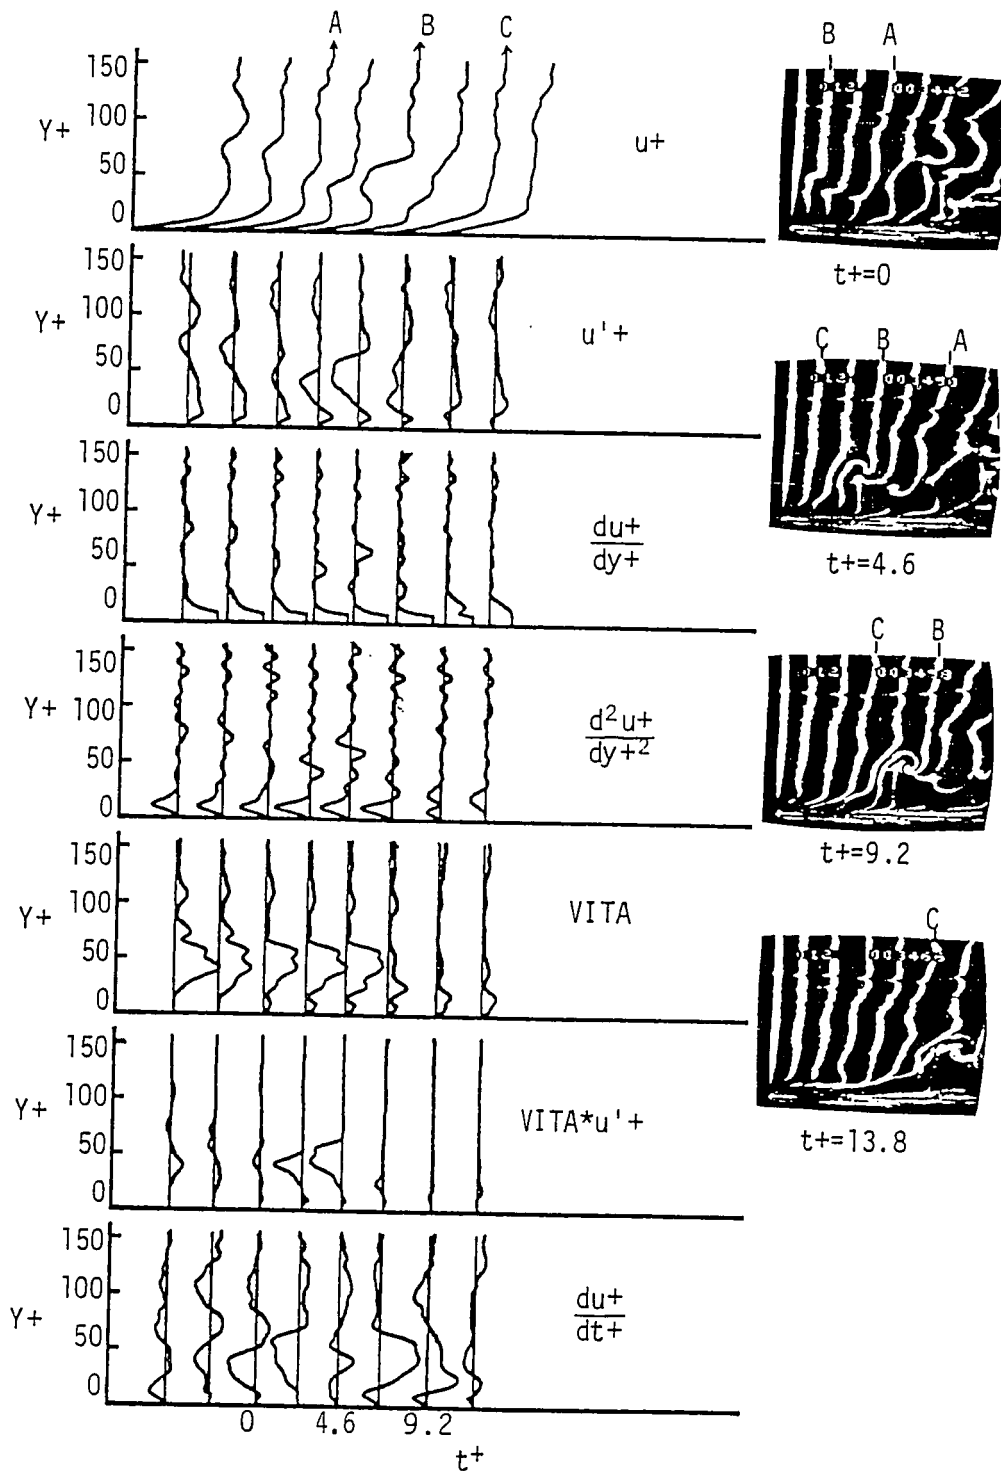 A B C
150
100
Y+
50
0
u+
150
100
Y+
50
0
u'+
150
100
Y+
50
0
du+
dy+
150
Y+ 100
50
0
d²u+
dy+²
150
100
Y+
50
0
VITA
150
100
Y+
50
0
VITA*u'+
150
100
Y+
50
0
du+
dt+
0 4.6 9.2
t+
B A
t+=0
C B A
t+=4.6
C B
t+=9.2
C
t+=13.8